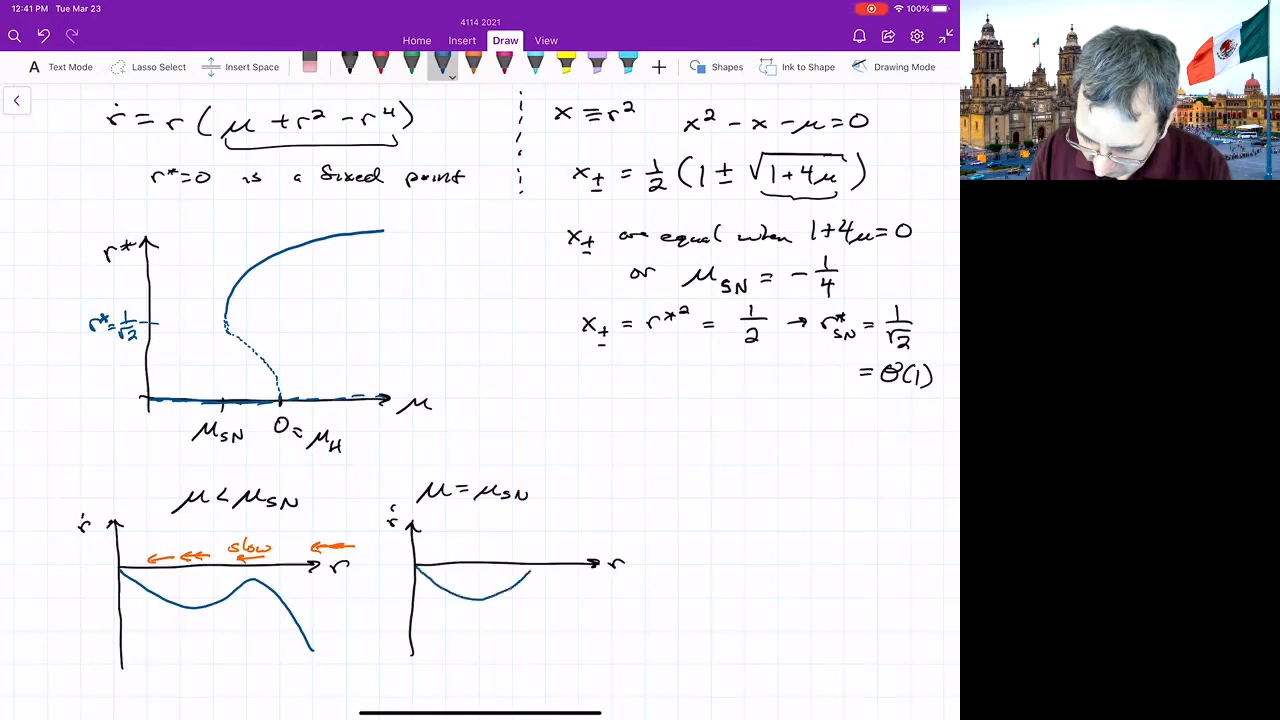 12:41 PM Tue Mar 23
100%
4114 2021
Home Insert Draw View
A Text Mode Lasso Select Insert Space Shapes Ink to Shape Drawing Mode
ṙ = r ( μ + r² - r⁴ )
r* = 0 is a fixed point
x ≡ r²
x² - x - μ = 0
x± = 1/2 ( 1 ± √(1 + 4μ) )
x± are equal when 1 + 4μ = 0
or μSN = - 1/4
x± = r*² = 1/2 → r*SN = 1/√2
= O(1)
r*
r* = 1/√2
μ
μSN
0 = μH
μ < μSN
ṙ
slow
r
μ = μSN
ṙ
r